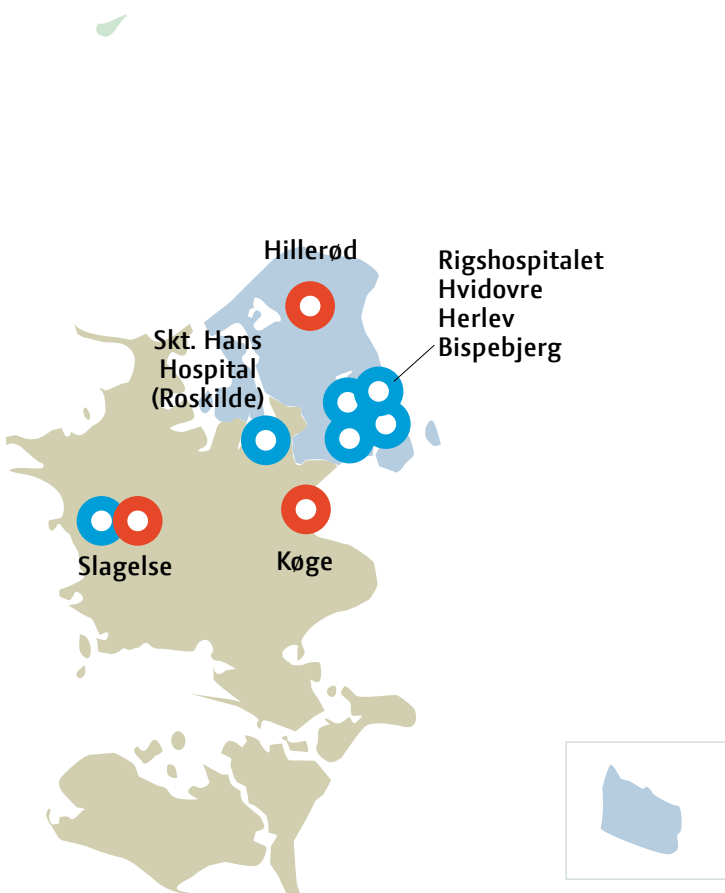 Hillerød
Rigshospitalet
Hvidovre
Herlev
Bispebjerg
Skt. Hans
Hospital
(Roskilde)
Slagelse
Køge